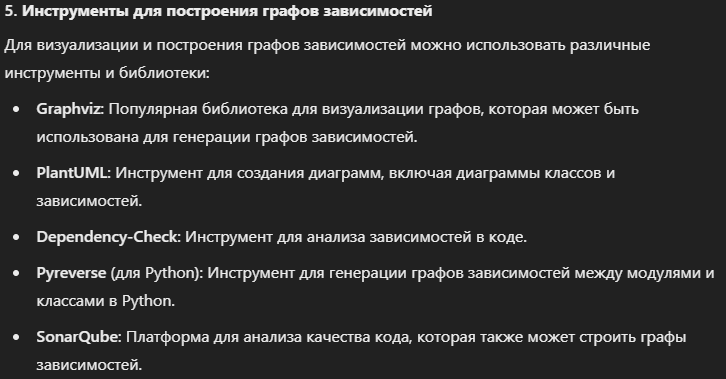 5. Инструменты для построения графов зависимостей
Для визуализации и построения графов зависимостей можно использовать различные
инструменты и библиотеки:
• Graphviz: Популярная библиотека для визуализации графов, которая может быть
использована для генерации графов зависимостей.
• PlantUML: Инструмент для создания диаграмм, включая диаграммы классов и
зависимостей.
• Dependency-Check: Инструмент для анализа зависимостей в коде.
• Pyreverse (для Python): Инструмент для генерации графов зависимостей между модулями и
классами в Python.
• SonarQube: Платформа для анализа качества кода, которая также может строить графы
зависимостей.